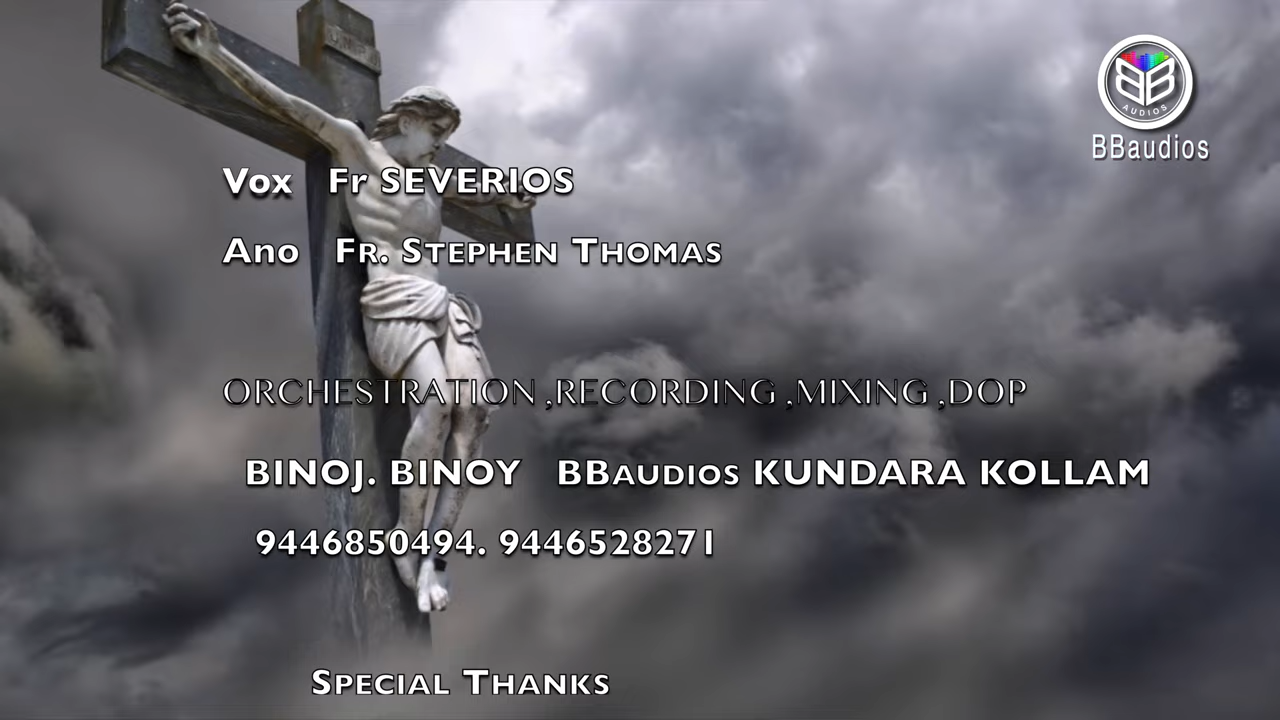 AUDIOS
BBaudios
Vox Fr SEVERIOS
Ano Fr. Stephen Thomas
ORCHESTRATION ,RECORDING ,MIXING ,DOP
BINOJ. BINOY BBaudios KUNDARA KOLLAM
9446850494. 9446528271
Special Thanks